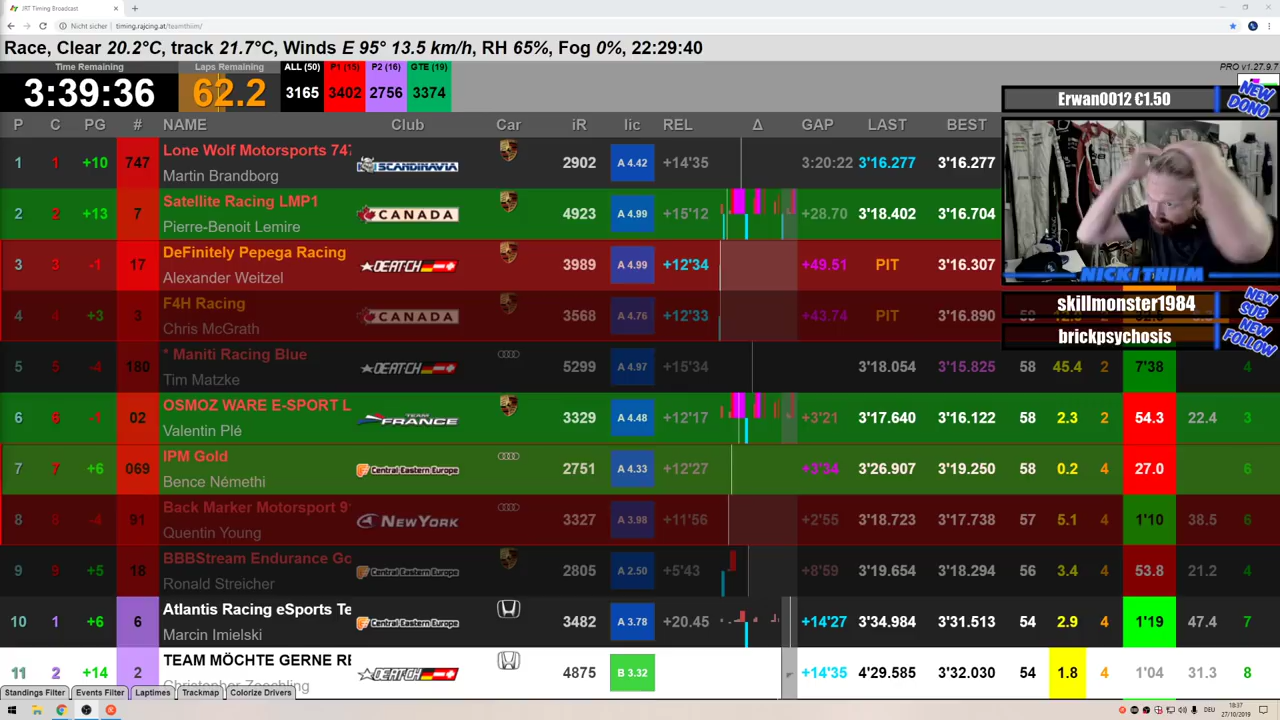 JRT Timing Broadcast
Nicht sicher | timing.rajcing.at/teamthiim/
Race, Clear 20.2°C, track 21.7°C, Winds E 95° 13.5 km/h, RH 65%, Fog 0%, 22:29:40
Time Remaining Laps Remaining ALL (50) P1 (15) P2 (16) GTE (19) PRO v1.27.9.7
3:39:36 62.2 3165 3402 2756 3374
Erwan0012 €1.50 NEW DONO
P C PG # NAME Club Car iR lic REL Δ GAP LAST BEST
1 1 +10 747 Lone Wolf Motorsports 747 SCANDINAVIA 2902 A 4.42 +14'35 3:20:22 3'16.277 3'16.277
Martin Brandborg
2 2 +13 7 Satellite Racing LMP1 CANADA 4923 A 4.99 +15'12 +28.70 3'18.402 3'16.704
Pierre-Benoit Lemire
3 3 -1 17 DeFinitely Pepega Racing DEATCH 3989 A 4.99 +12'34 +49.51 PIT 3'16.307
Alexander Weitzel
NICKI THIIM
4 4 +3 3 F4H Racing CANADA 3568 A 4.76 +12'33 +43.74 PIT 3'16.890
Chris McGrath
skillmonster1984 NEW SUB
brickpsychosis NEW FOLLOW
5 5 -4 180 * Maniti Racing Blue DEATCH 5299 A 4.97 +15'34 3'18.054 3'15.825 58 45.4 2 7'38 4
Tim Matzke
6 6 -1 02 OSMOZ WARE E-SPORT L TEAM FRANCE 3329 A 4.48 +12'17 +3'21 3'17.640 3'16.122 58 2.3 2 54.3 22.4 3
Valentin Plé
7 7 +6 069 IPM Gold Central Eastern Europe 2751 A 4.33 +12'27 +3'34 3'26.907 3'19.250 58 0.2 4 27.0 6
Bence Némethi
8 8 -4 91 Back Marker Motorsport 9 NEW YORK 3327 A 3.98 +11'56 +2'55 3'18.723 3'17.738 57 5.1 4 1'10 38.5 6
Quentin Young
9 9 +5 18 BBBStream Endurance Go Central Eastern Europe 2805 A 2.50 +5'43 +8'59 3'19.654 3'18.294 56 3.4 4 53.8 21.2 4
Ronald Streicher
10 1 +6 6 Atlantis Racing eSports Te Central Eastern Europe 3482 A 3.78 +20.45 +14'27 3'34.984 3'31.513 54 2.9 4 1'19 47.4 7
Marcin Imielski
11 2 +14 2 TEAM MÖCHTE GERNE RE DEATCH 4875 B 3.32 +14'35 4'29.585 3'32.030 54 1.8 4 1'04 31.3 8
Christopher Zoechling
Standings Filter Events Filter Laptimes Trackmap Colorize Drivers
DEU 18:37
27/10/2019